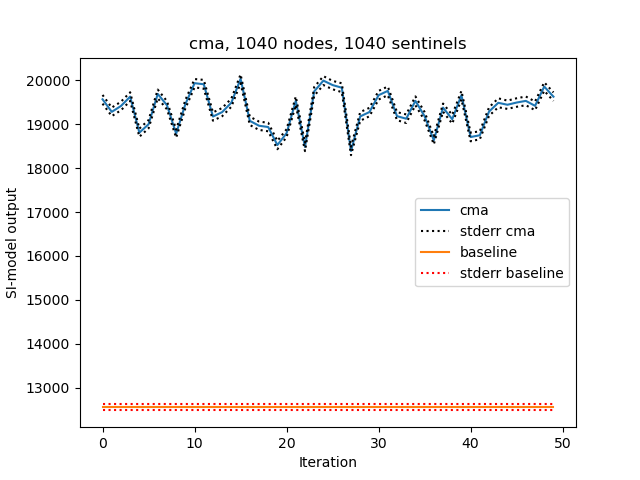 cma, 1040 nodes, 1040 sentinels
20000
19000
18000
17000
16000
15000
14000
13000
SI-model output
cma
stderr cma
baseline
stderr baseline
0 10 20 30 40 50
Iteration